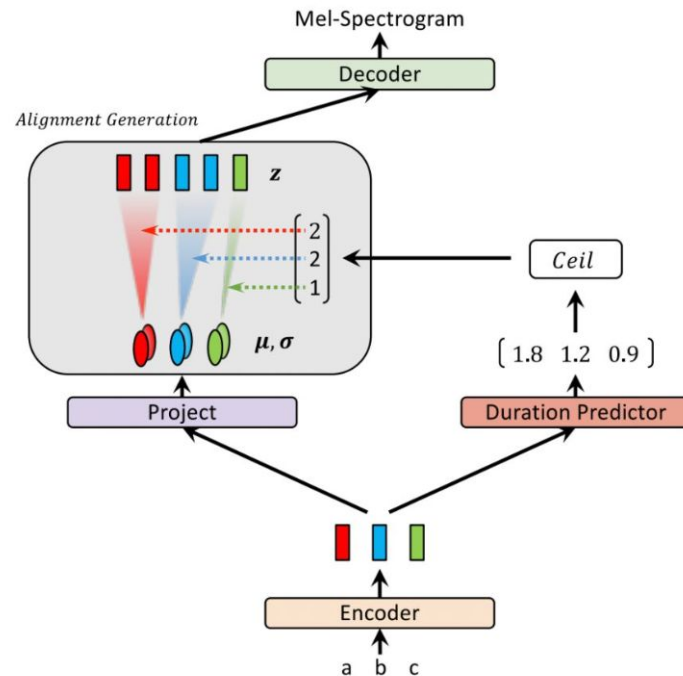 Mel-Spectrogram
Decoder
Alignment Generation
z
2
2
1
Ceil
μ, σ
[ 1.8 1.2 0.9 ]
Project
Duration Predictor
Encoder
a b c